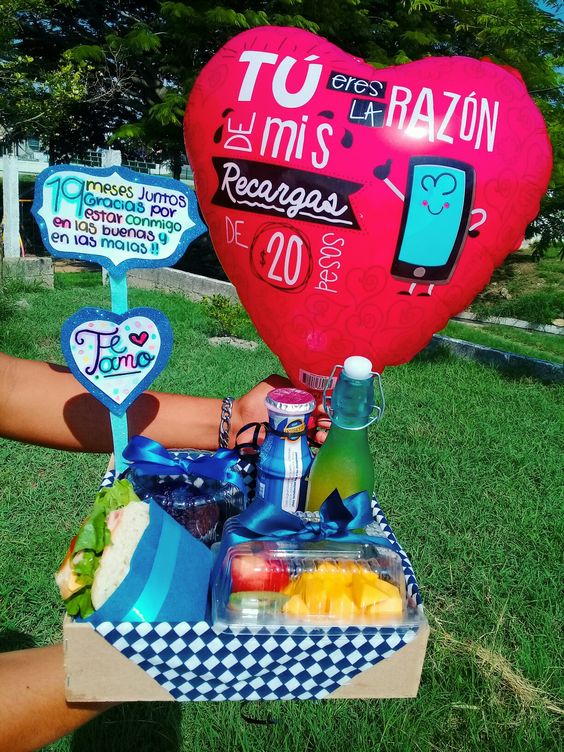 TÚ eres
LA RAZÓN
DE mis
Recargas
DE $20 pesos
19 meses Juntos
Gracias por
estar conmigo
en las buenas y
en las malas !!
Te
amo